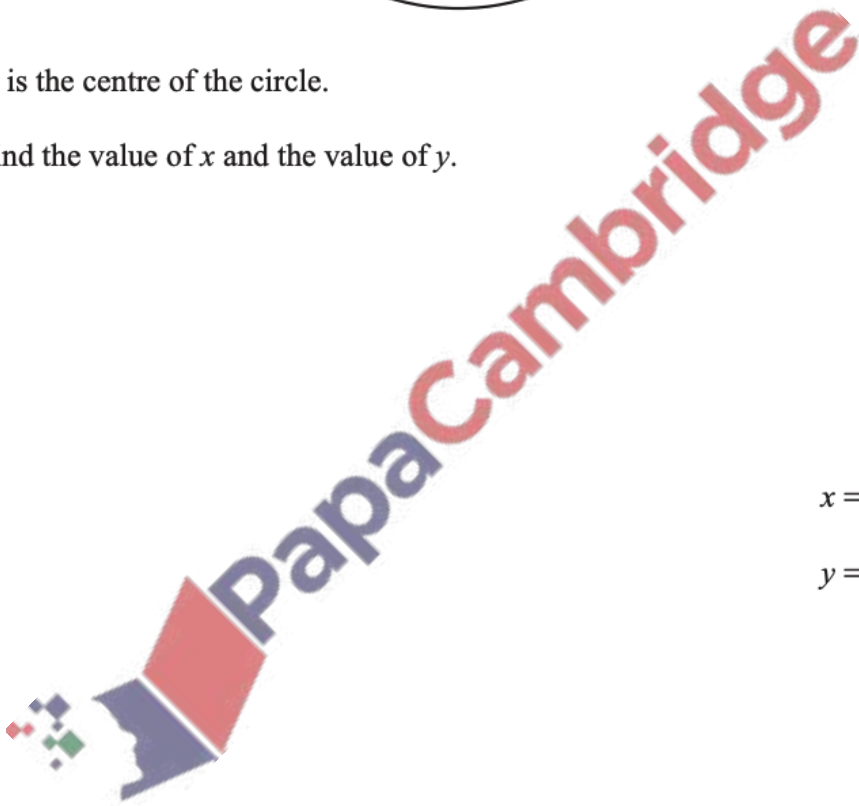 is the centre of the circle.
nd the value of x and the value of y.
PapaCambridge
x =
y =